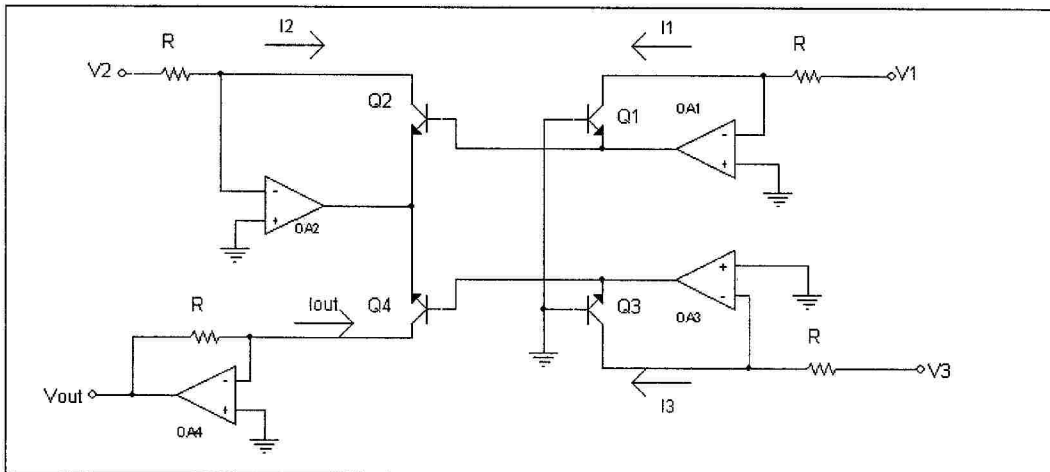 I2
I1
R
R
V2
V1
Q2
Q1
OA1
-
+
-
+
OA2
+
-
Iout
Q4
Q3
OA3
R
R
-
+
Vout
V3
OA4
I3